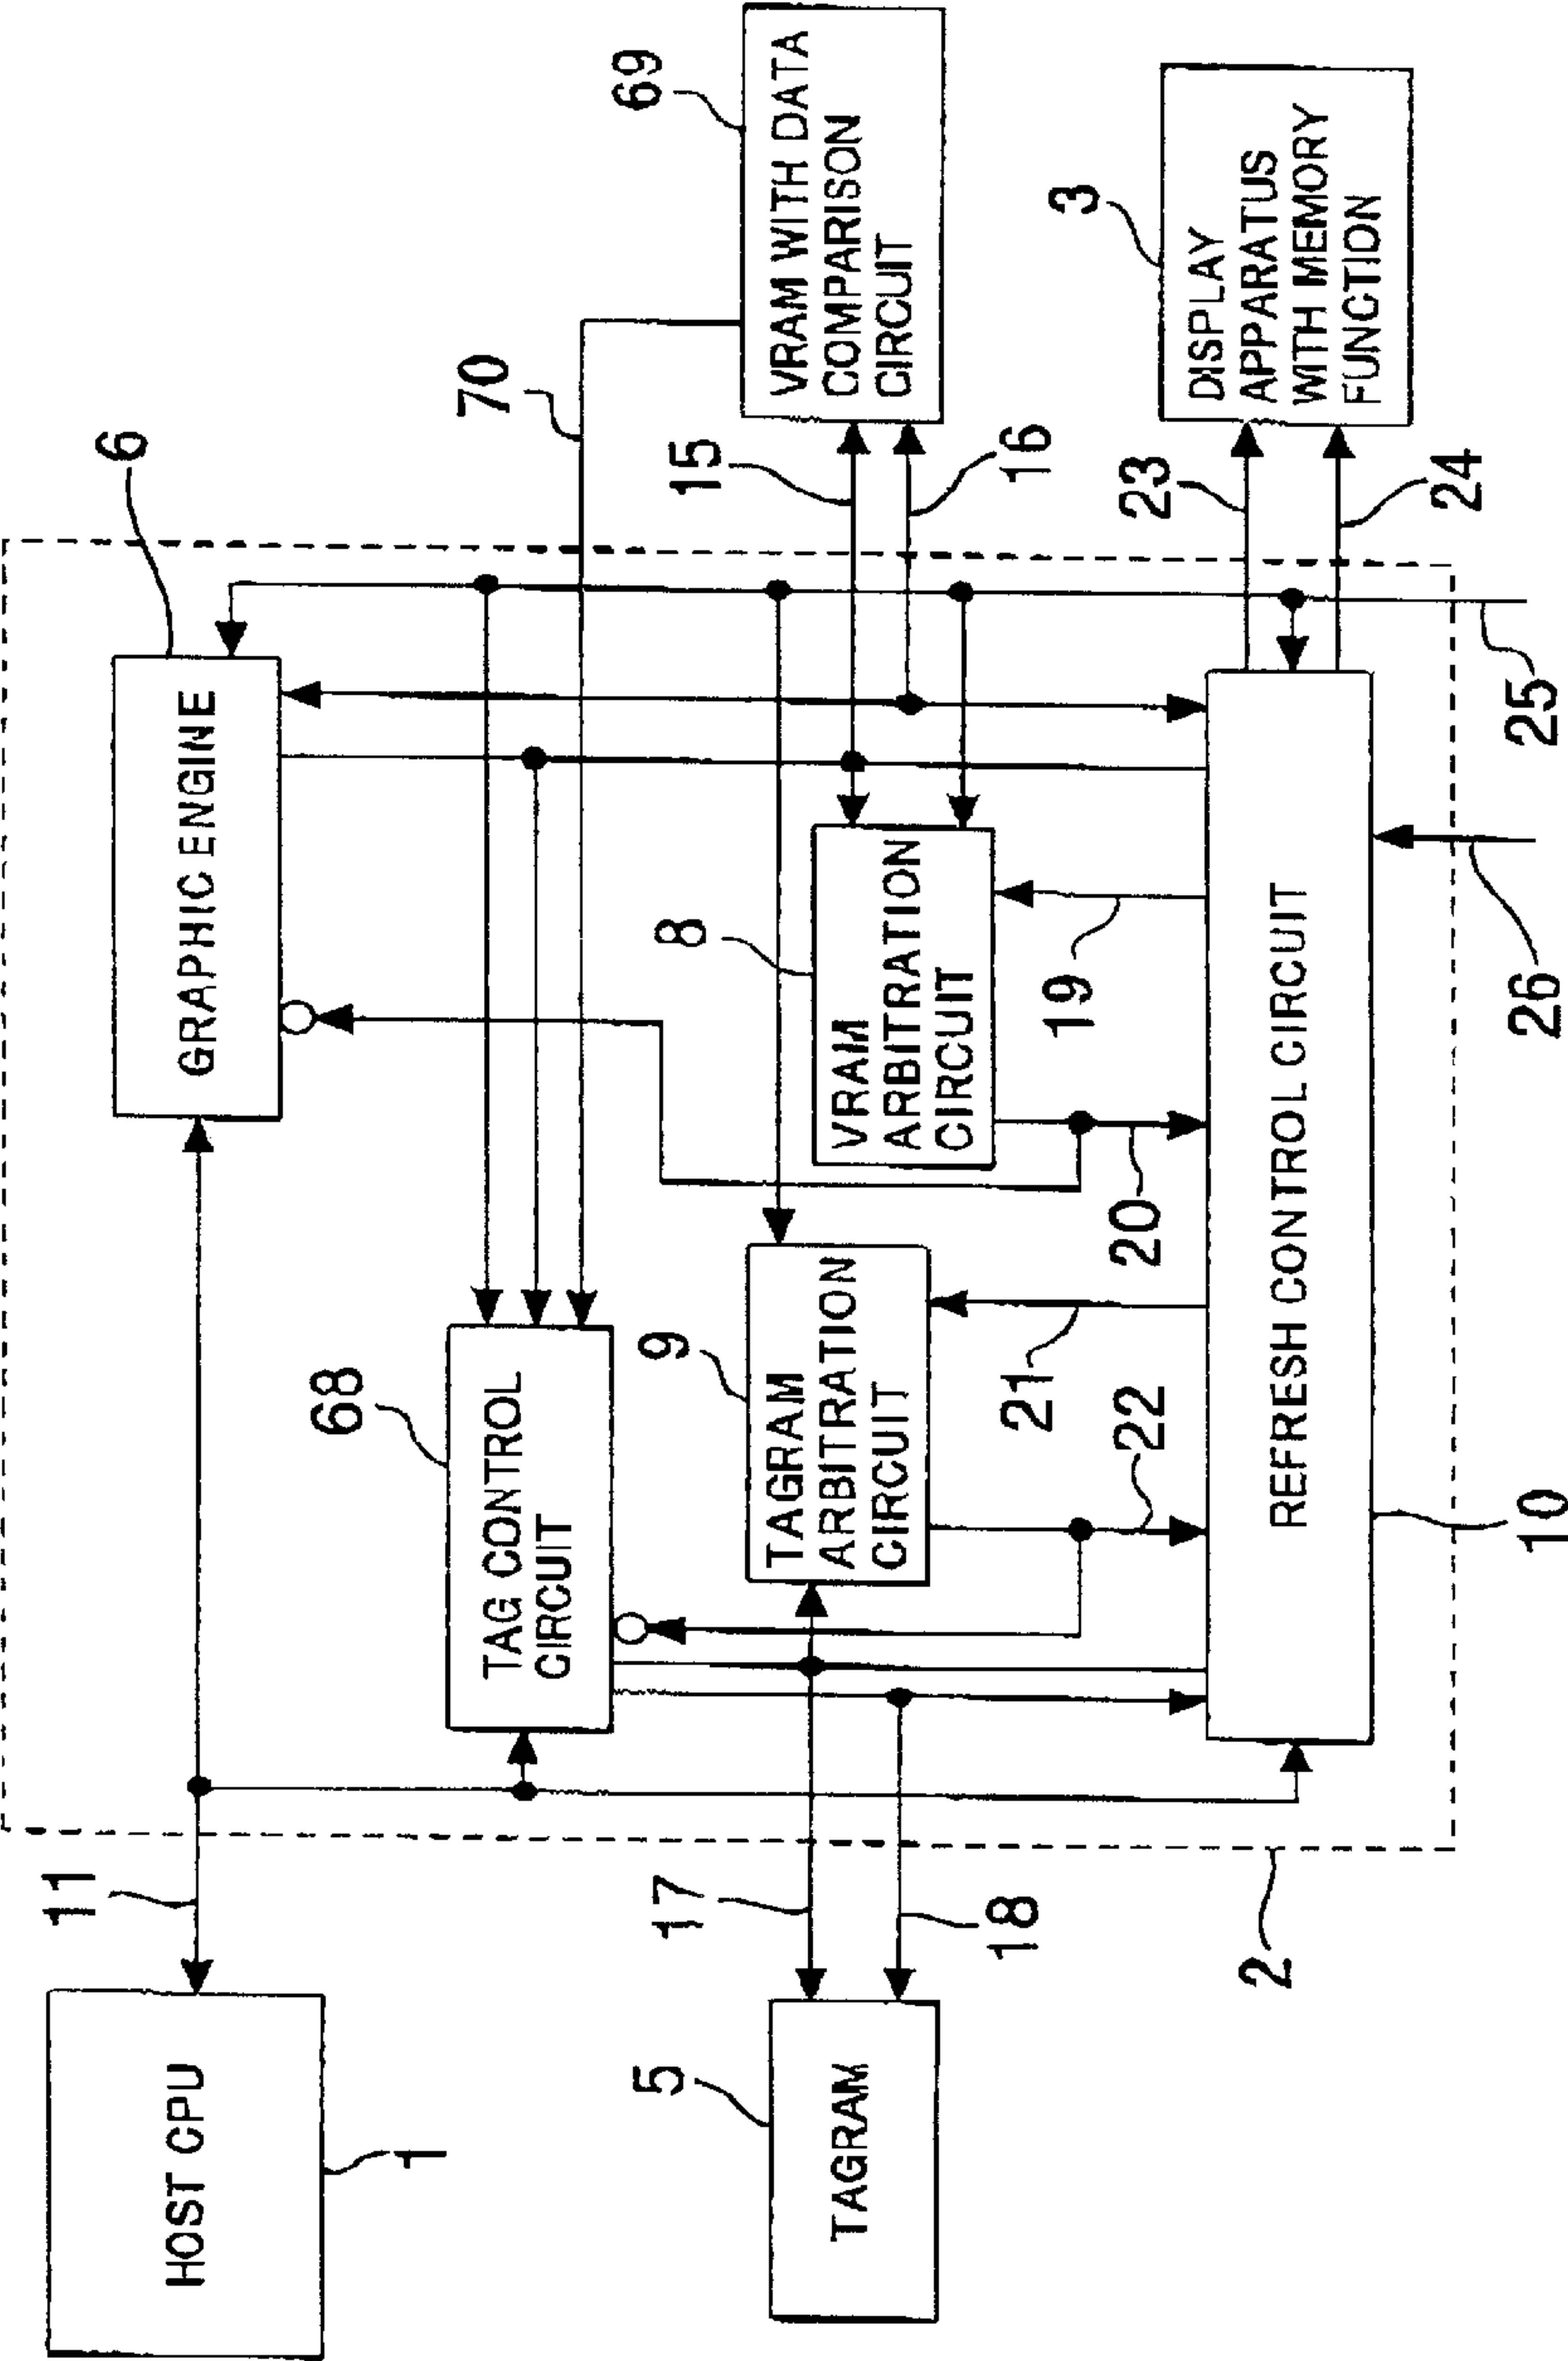 HOST CPU
1
11
GRAPHIC ENGINE
6
TAG CONTROL
CIRCUIT
68
70
69
VRAM WITH DATA
COMPARISON
CIRCUIT
TAGRAM
5
17
18
TAGRAM
ARBITRATION
CIRCUIT
9
VRAM
ARBITRATION
CIRCUIT
8
15
16
21
22
19
20
REFRESH CONTROL CIRCUIT
10
2
23
24
DISPLAY
APPARATUS
WITH MEMORY
FUNCTION
3
25
26